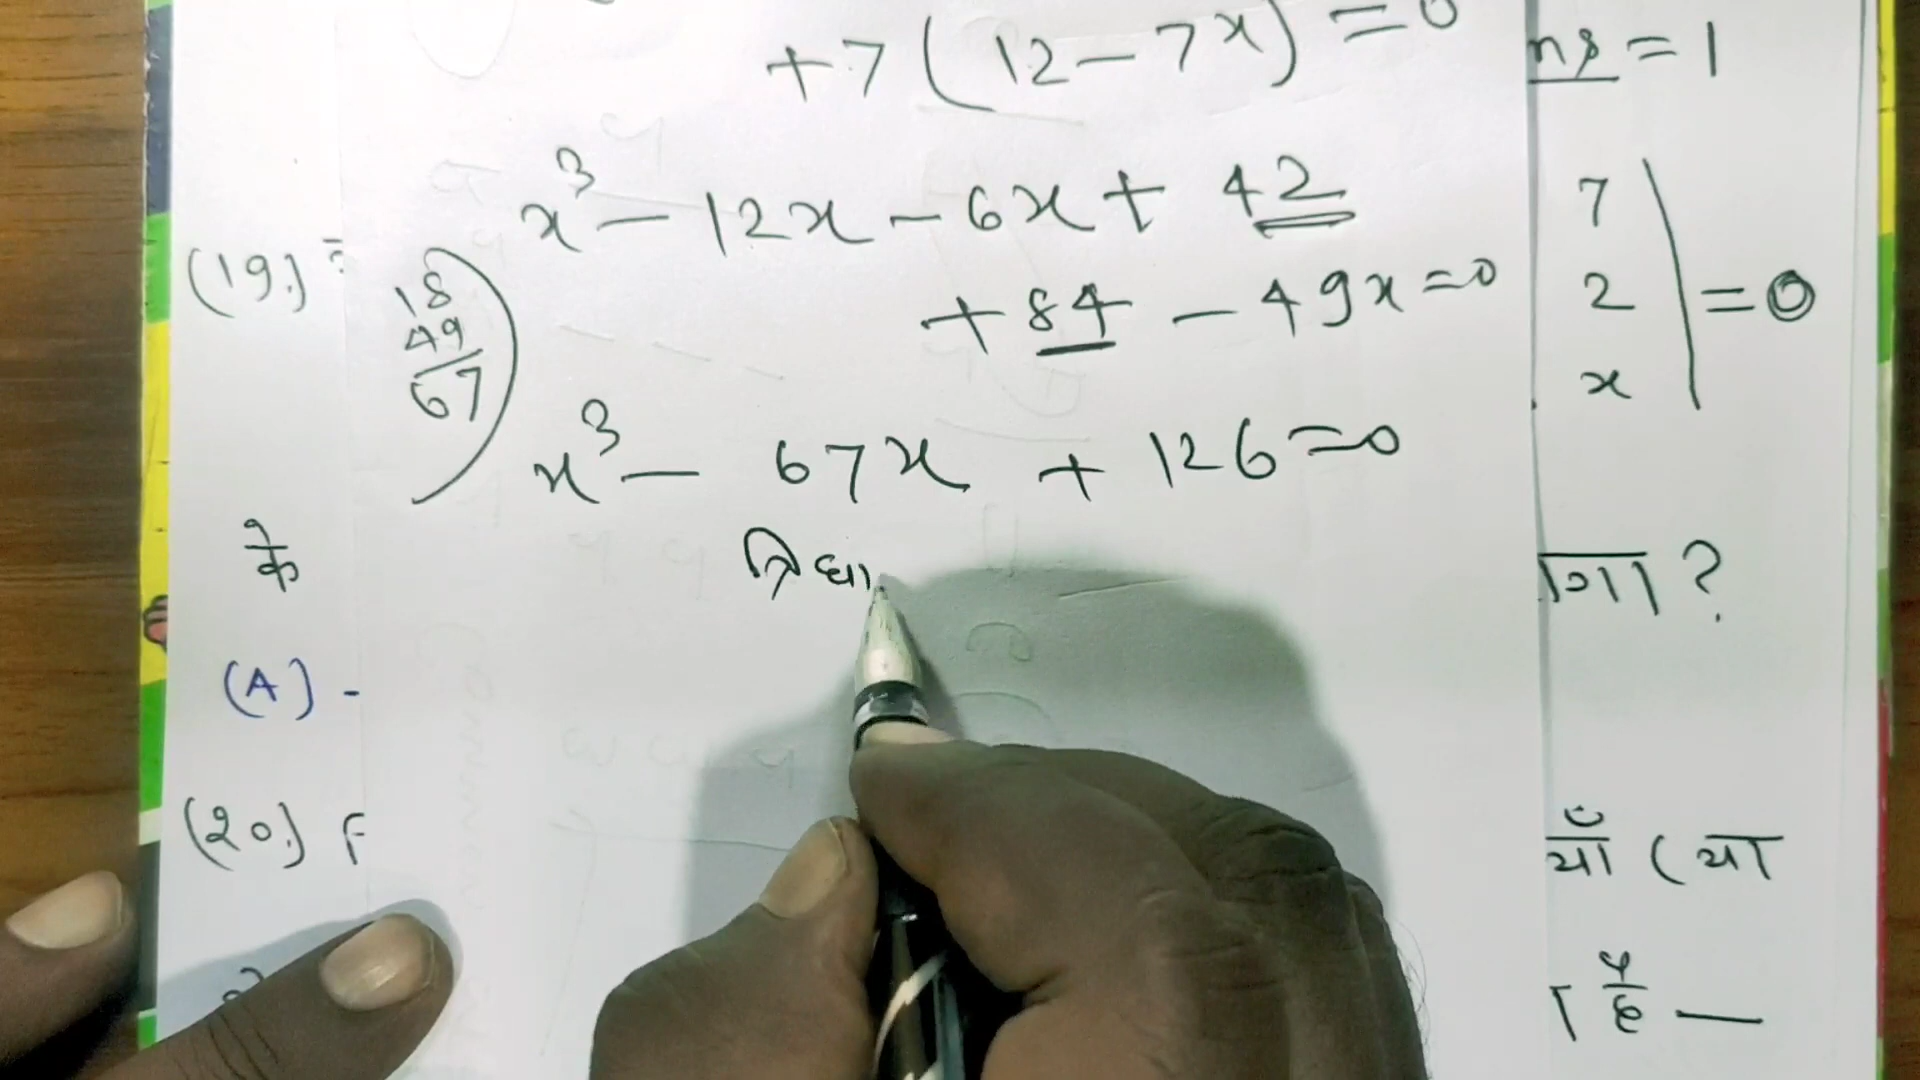 +7(12-7x)=0
ns = 1
x³-12x-6x+42
7
(19.)
18
+84-49x=0
2 =0
49
67
x
x³- 67x +126=0
के
त्रिघा
?
(A) -
(20.)
(या